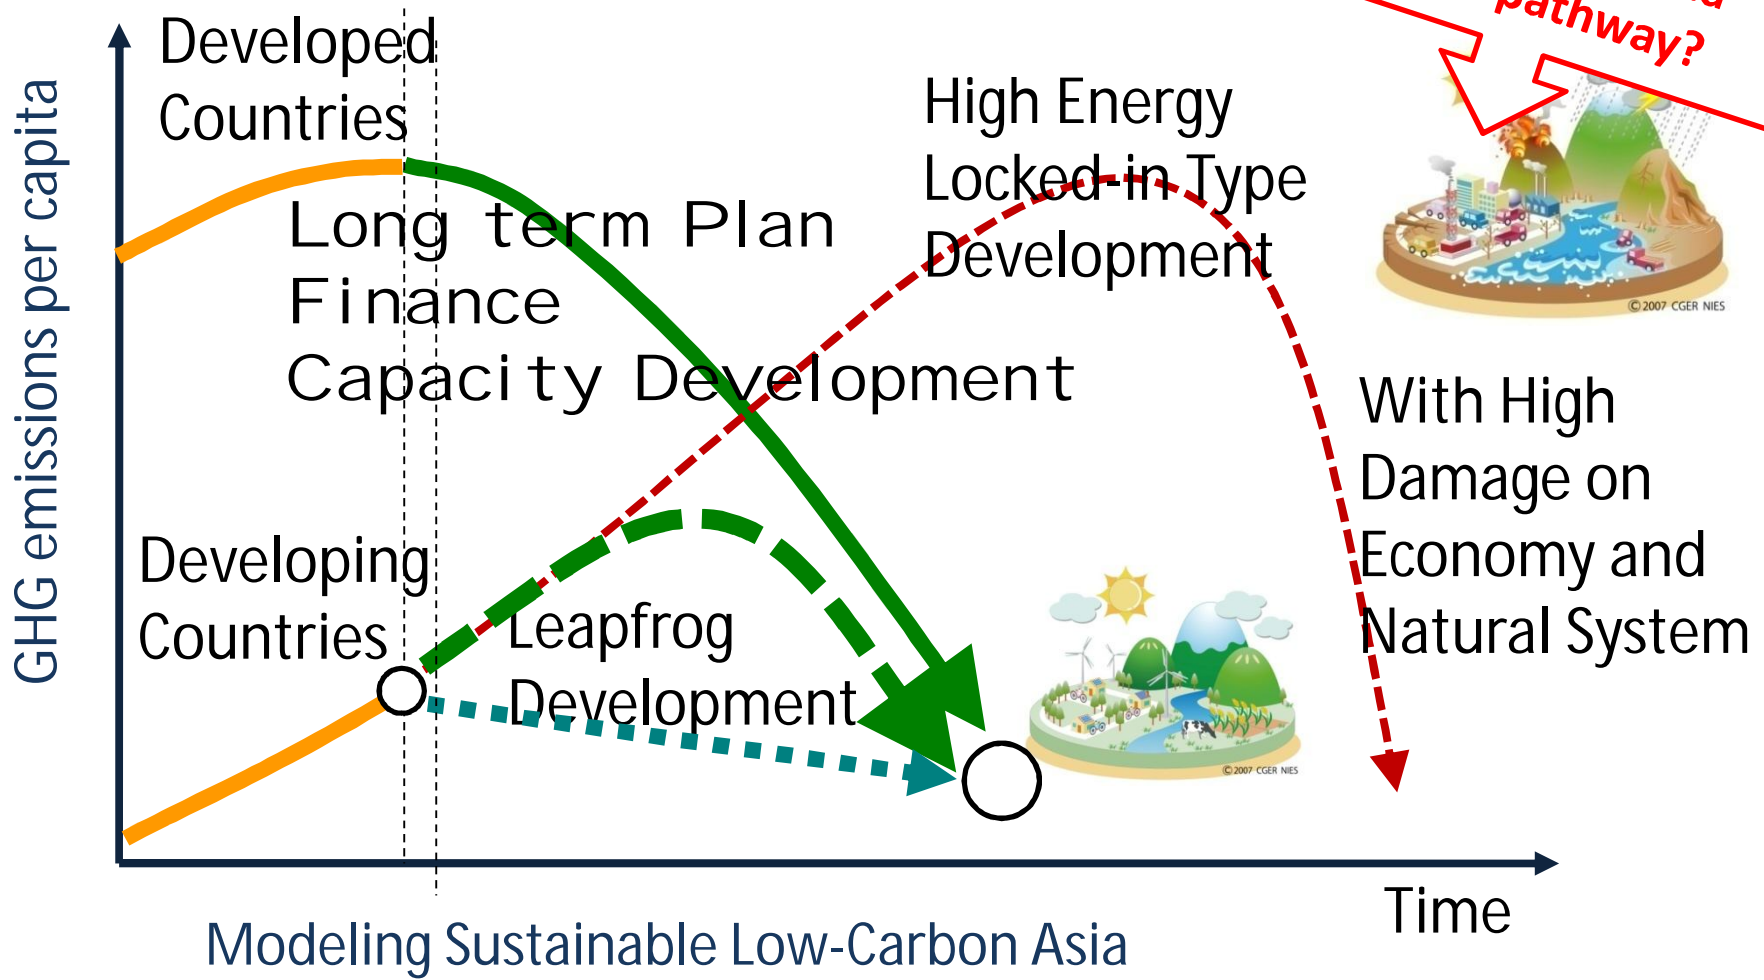 pathway?
Developed
Countries
GHG emissions per capita
High Energy
Locked-in Type
Development
Long term Plan
Finance
Capacity Development
© 2007 CGER NIES
With High
Damage on
Economy and
Natural System
Developing
Countries
Leapfrog
Development
© 2007 CGER NIES
Time
Modeling Sustainable Low-Carbon Asia